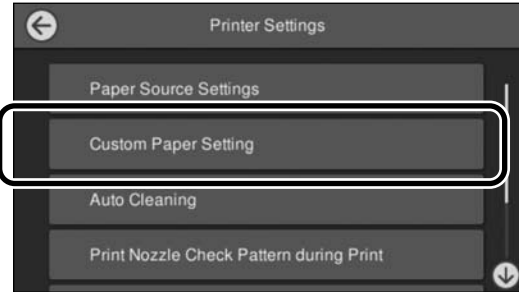 Printer Settings
Paper Source Settings
Custom Paper Setting
Auto Cleaning
Print Nozzle Check Pattern during Print